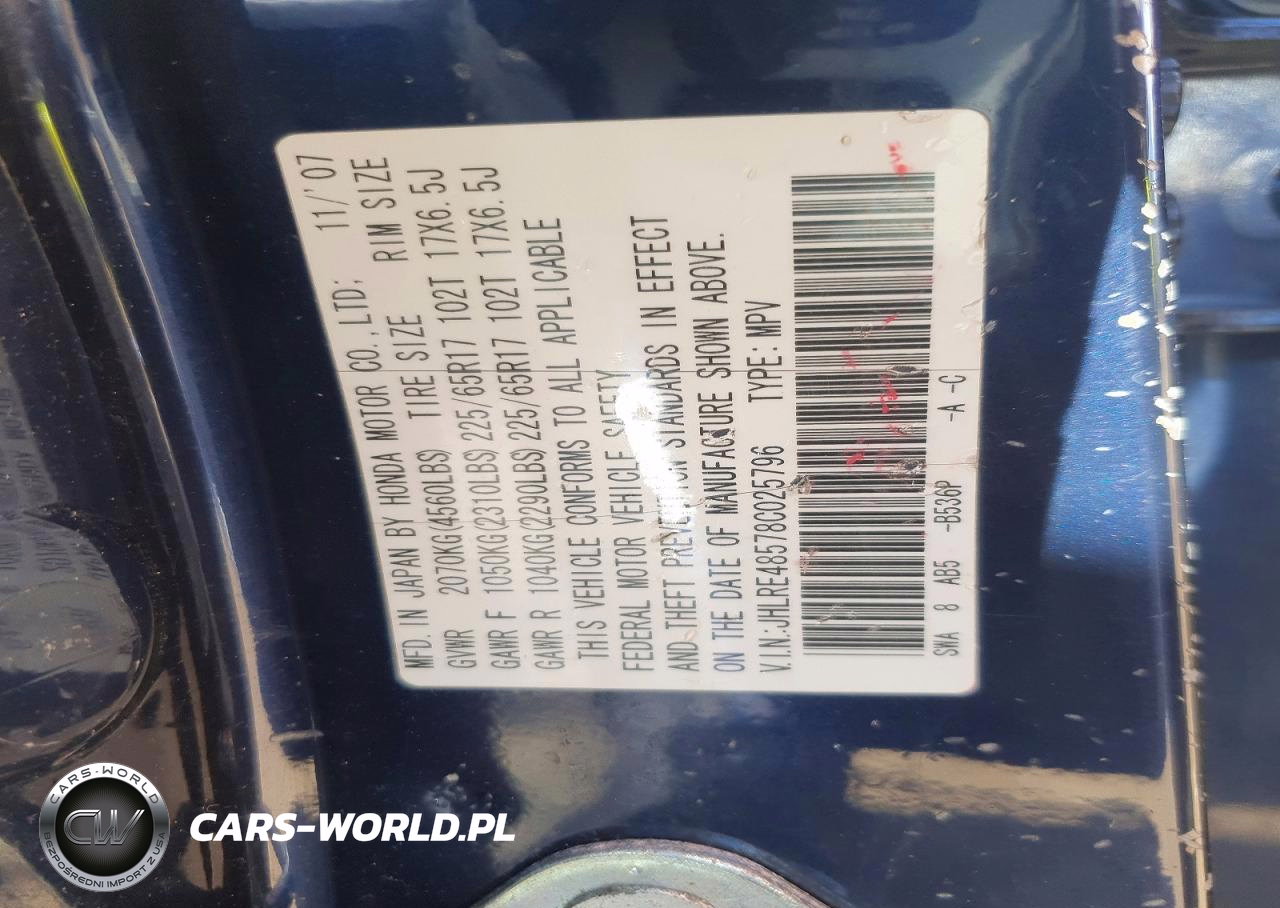 MFD. IN JAPAN BY HONDA MOTOR CO., LTD; 11/'07
GVWR 2070KG(4560LBS) TIRE SIZE RIM SIZE
GAWR F 1050KG(2310LBS) 225/65R17 102T 17X6.5J
GAWR R 1040KG(2290LBS) 225/65R17 102T 17X6.5J
THIS VEHICLE CONFORMS TO ALL APPLICABLE
FEDERAL MOTOR VEHICLE SAFETY
AND THEFT PREVENTION STANDARDS IN EFFECT
ON THE DATE OF MANUFACTURE SHOWN ABOVE.
V.I.N.:JHLRE48578C025796 TYPE:MPV
SWA 8 AB5 -B536P -A -C
CARS-WORLD
CW
BEZPOŚREDNI IMPORT Z USA
CARS-WORLD.PL